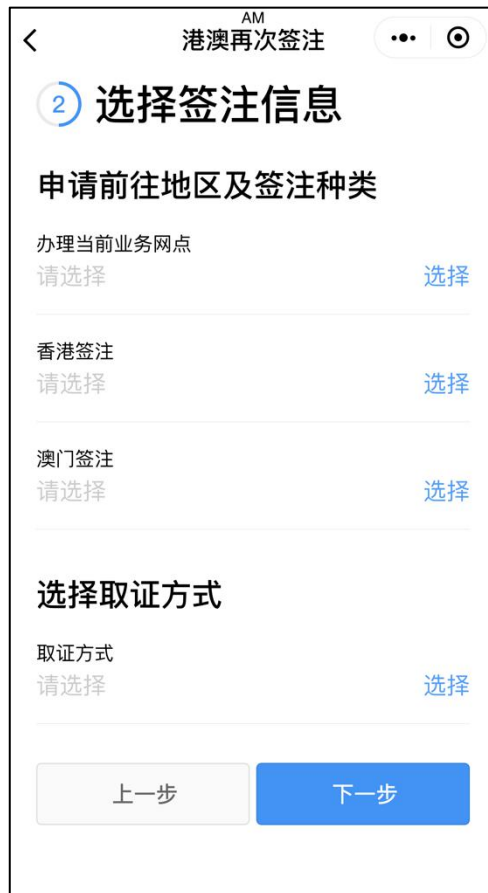 AM
港澳再次签注
2 选择签注信息
申请前往地区及签注种类
办理当前业务网点
请选择 选择
香港签注
请选择 选择
澳门签注
请选择 选择
选择取证方式
取证方式
请选择 选择
上一步 下一步